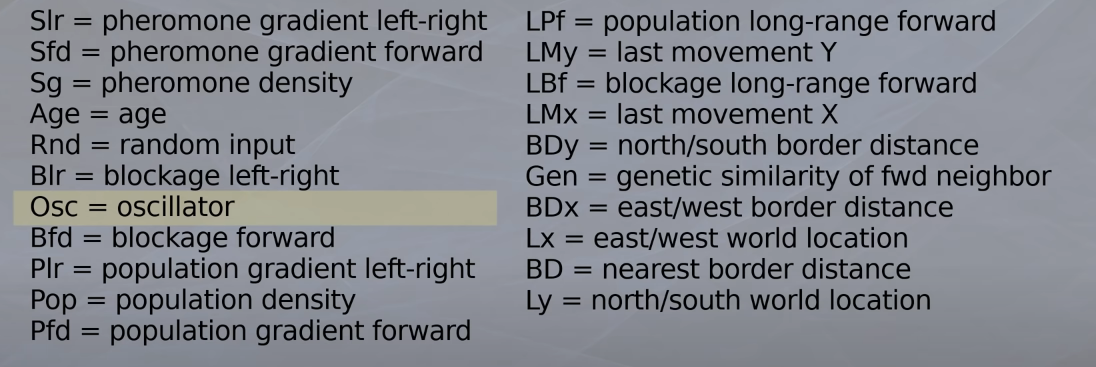 Slr = pheromone gradient left-right
Sfd = pheromone gradient forward
Sg = pheromone density
Age = age
Rnd = random input
Blr = blockage left-right
Osc = oscillator
Bfd = blockage forward
Plr = population gradient left-right
Pop = population density
Pfd = population gradient forward
LPf = population long-range forward
LMy = last movement Y
LBf = blockage long-range forward
LMx = last movement X
BDy = north/south border distance
Gen = genetic similarity of fwd neighbor
BDx = east/west border distance
Lx = east/west world location
BD = nearest border distance
Ly = north/south world location